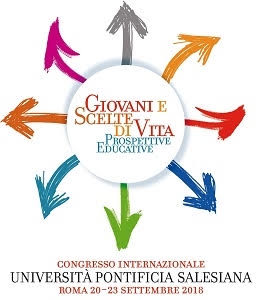 GIOVANI E
SCELTE
DI VITA
PROSPETTIVE
EDUCATIVE
CONGRESSO INTERNAZIONALE
UNIVERSITÀ PONTIFICIA SALESIANA
ROMA 20-23 SETTEMBRE 2018